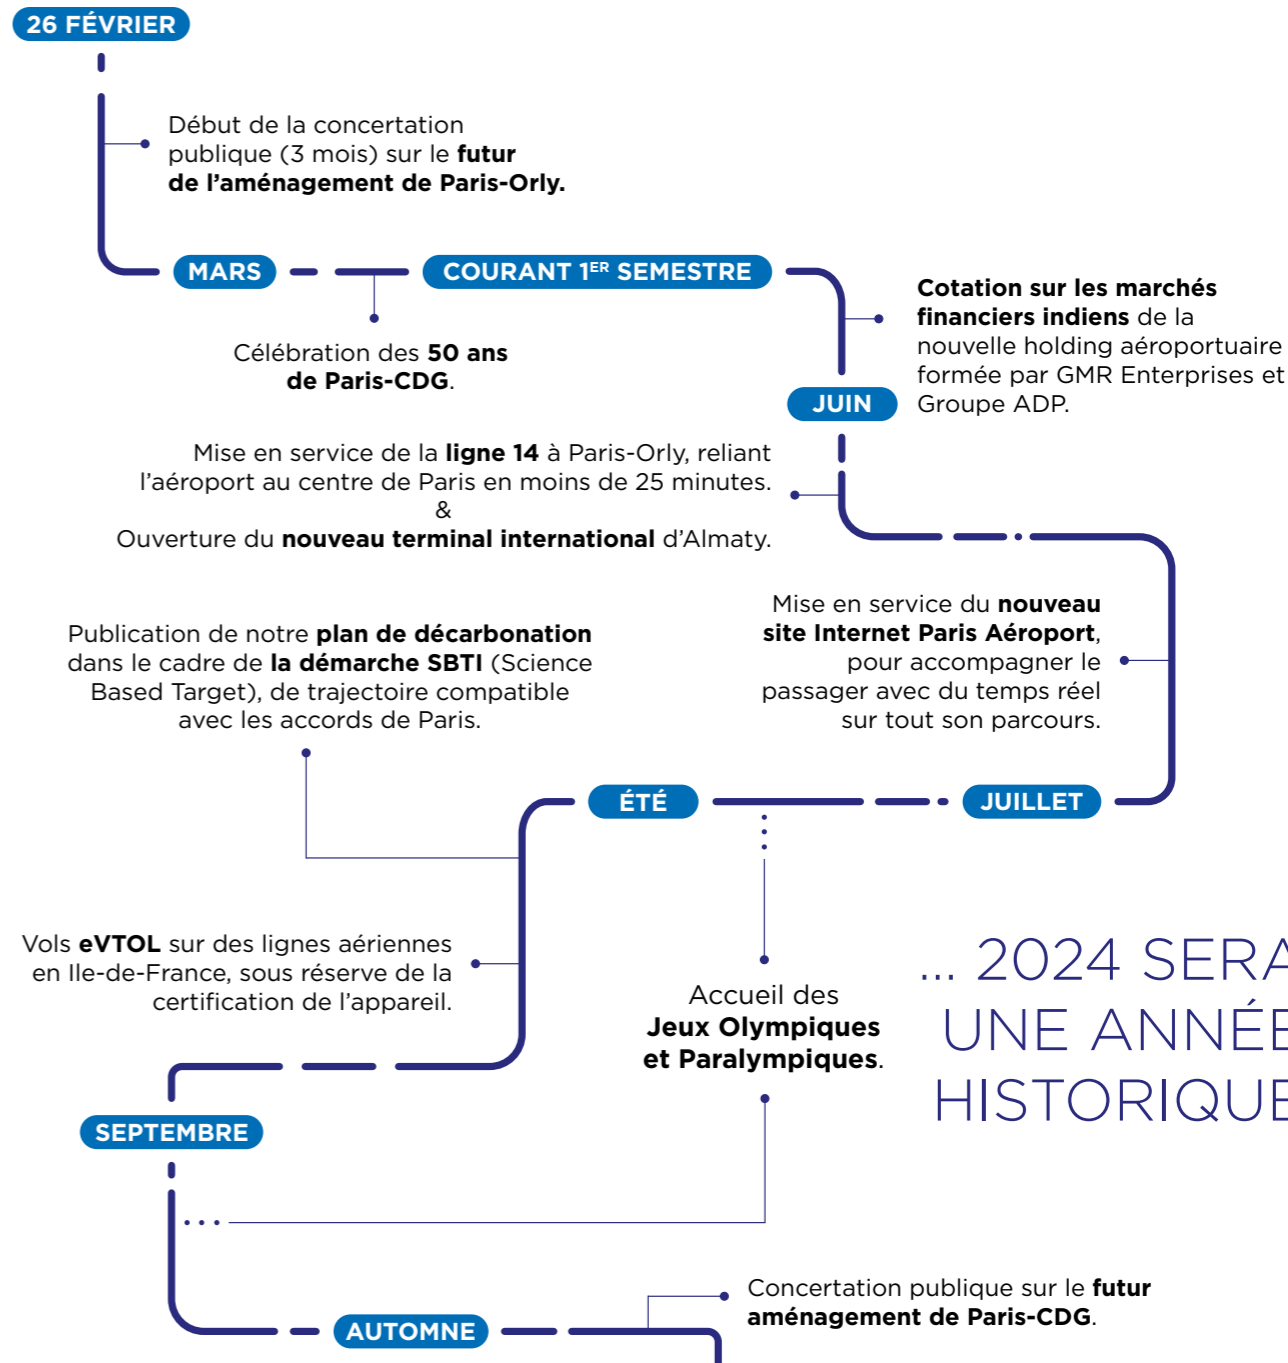 26 FÉVRIER
Début de la concertation
publique (3 mois) sur le futur
de l’aménagement de Paris-Orly.
MARS
Célébration des 50 ans
de Paris-CDG.
COURANT 1ER SEMESTRE
Cotation sur les marchés
financiers indiens de la
nouvelle holding aéroportuaire
formée par GMR Enterprises et
Groupe ADP.
JUIN
Mise en service de la ligne 14 à Paris-Orly, reliant
l’aéroport au centre de Paris en moins de 25 minutes.
&
Ouverture du nouveau terminal international d’Almaty.
Mise en service du nouveau
site Internet Paris Aéroport,
pour accompagner le
passager avec du temps réel
sur tout son parcours.
JUILLET
Accueil des
Jeux Olympiques
et Paralympiques.
ÉTÉ
Publication de notre plan de décarbonation
dans le cadre de la démarche SBTI (Science
Based Target), de trajectoire compatible
avec les accords de Paris.
Vols eVTOL sur des lignes aériennes
en Ile-de-France, sous réserve de la
certification de l’appareil.
... 2024 SERA
UNE ANNÉE
HISTORIQUE
SEPTEMBRE
AUTOMNE
Concertation publique sur le futur
aménagement de Paris-CDG.